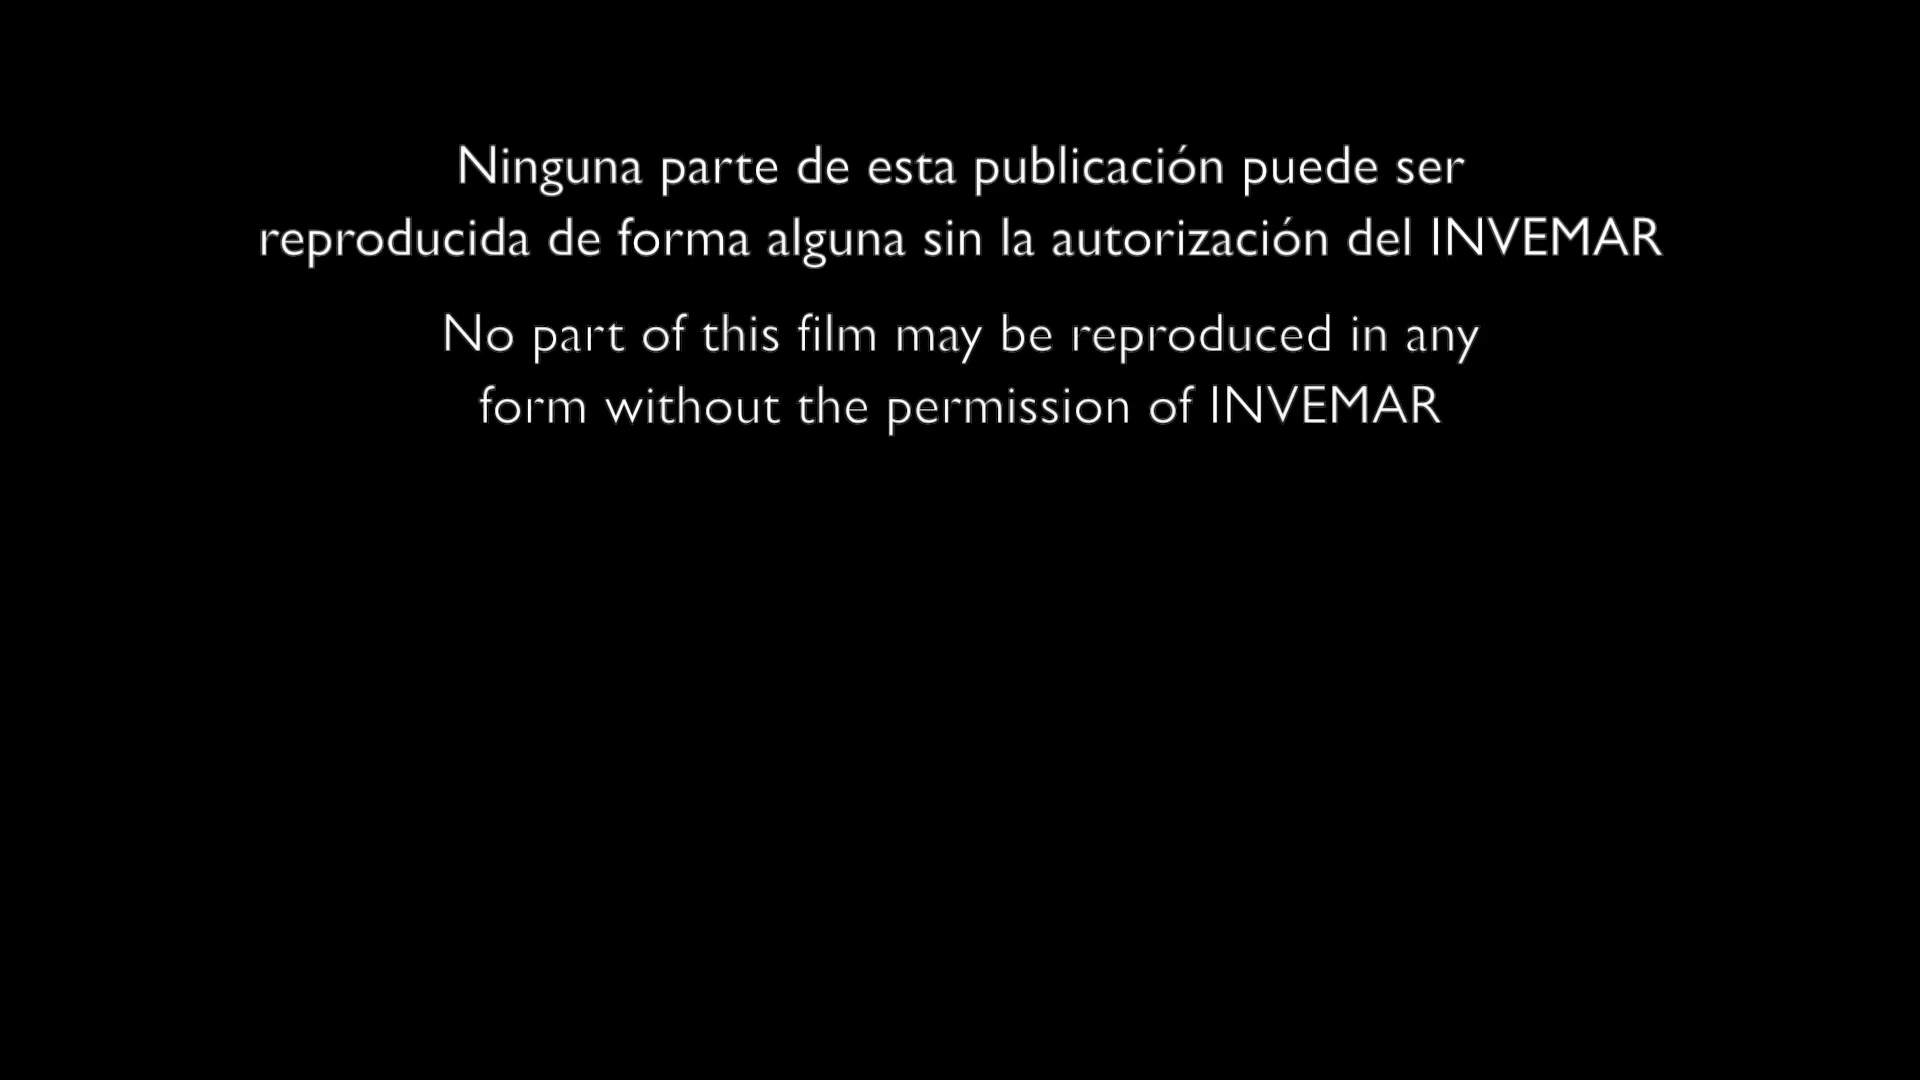 Ninguna parte de esta publicación puede ser
reproducida de forma alguna sin la autorización del INVEMAR
No part of this film may be reproduced in any
form without the permission of INVEMAR